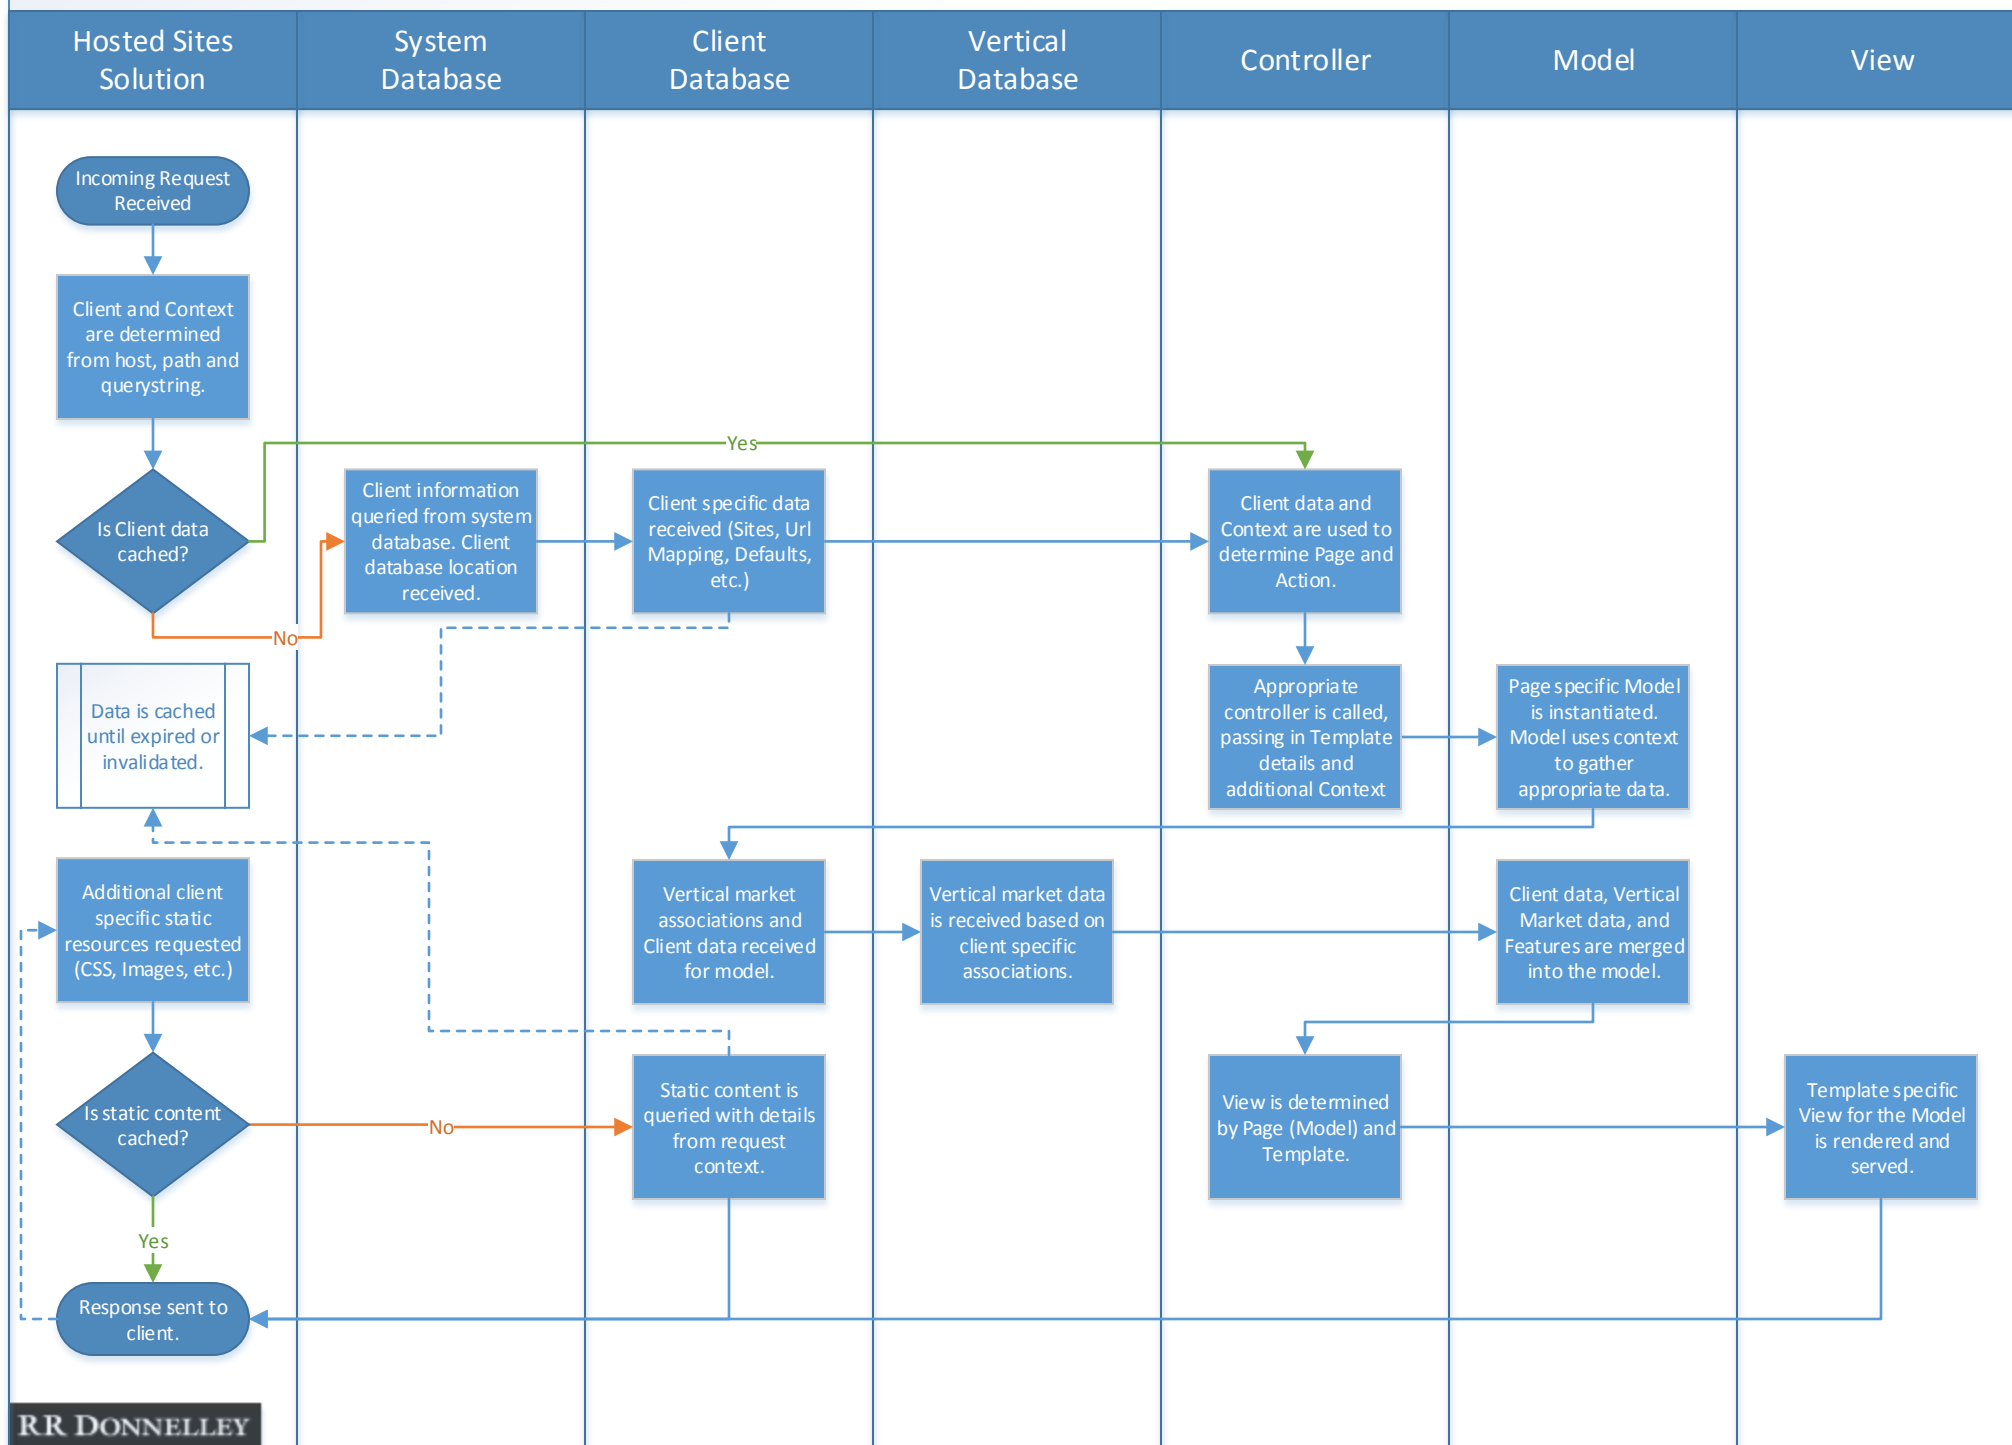 Hosted Sites
Solution
System
Database
Client
Database
Vertical
Database
Controller
Model
View
Incoming Request
Received
Client and Context
are determined
from host, path and
querystring.
Yes
Is Client data
cached?
No
Client information
queried from system
database. Client
database location
received.
Client specific data
received (Sites, Url
Mapping, Defaults,
etc.)
Client data and
Context are used to
determine Page and
Action.
Data is cached
until expired or
invalidated.
Appropriate
controller is called,
passing in Template
details and
additional Context
Page specific Model
is instantiated.
Model uses context
to gather
appropriate data.
Additional client
specific static
resources requested
(CSS, Images, etc.)
Vertical market
associations and
Client data received
for model.
Vertical market data
is received based on
client specific
associations.
Client data, Vertical
Market data, and
Features are merged
into the model.
Is static content
cached?
No
Static content is
queried with details
from request
context.
View is determined
by Page (Model) and
Template.
Template specific
View for the Model
is rendered and
served.
Yes
Response sent to
client.
RR DONNELLEY